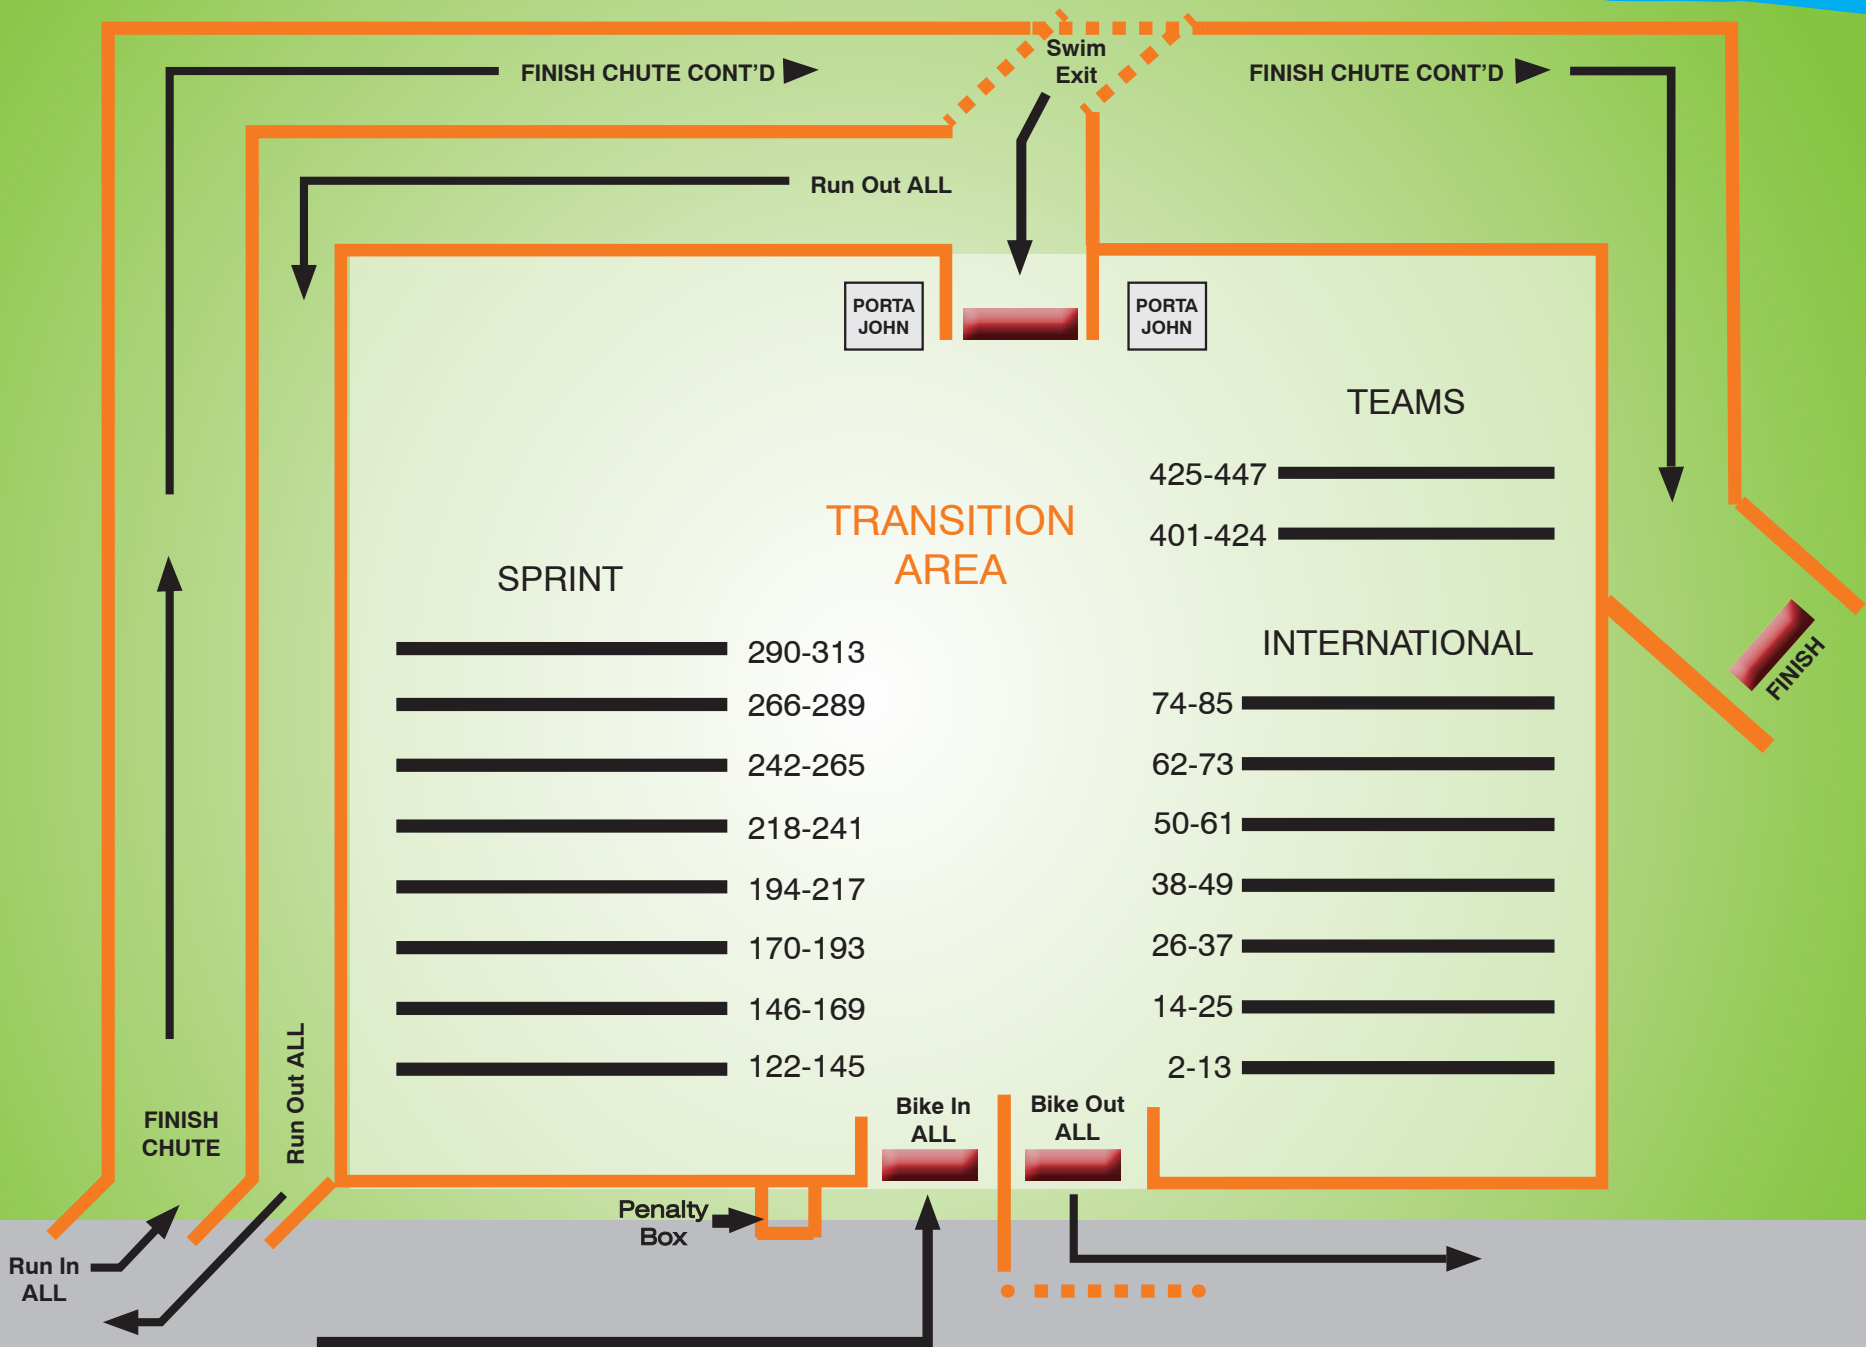 Swim
Exit
FINISH CHUTE CONT'D
FINISH CHUTE CONT'D
Run Out ALL
PORTA
JOHN
PORTA
JOHN
TEAMS
425-447
401-424
TRANSITION
AREA
SPRINT
290-313
266-289
242-265
218-241
194-217
170-193
146-169
122-145
INTERNATIONAL
74-85
62-73
50-61
38-49
26-37
14-25
2-13
FINISH
Bike In
ALL
Bike Out
ALL
Run Out ALL
FINISH
CHUTE
Penalty
Box
Run In
ALL